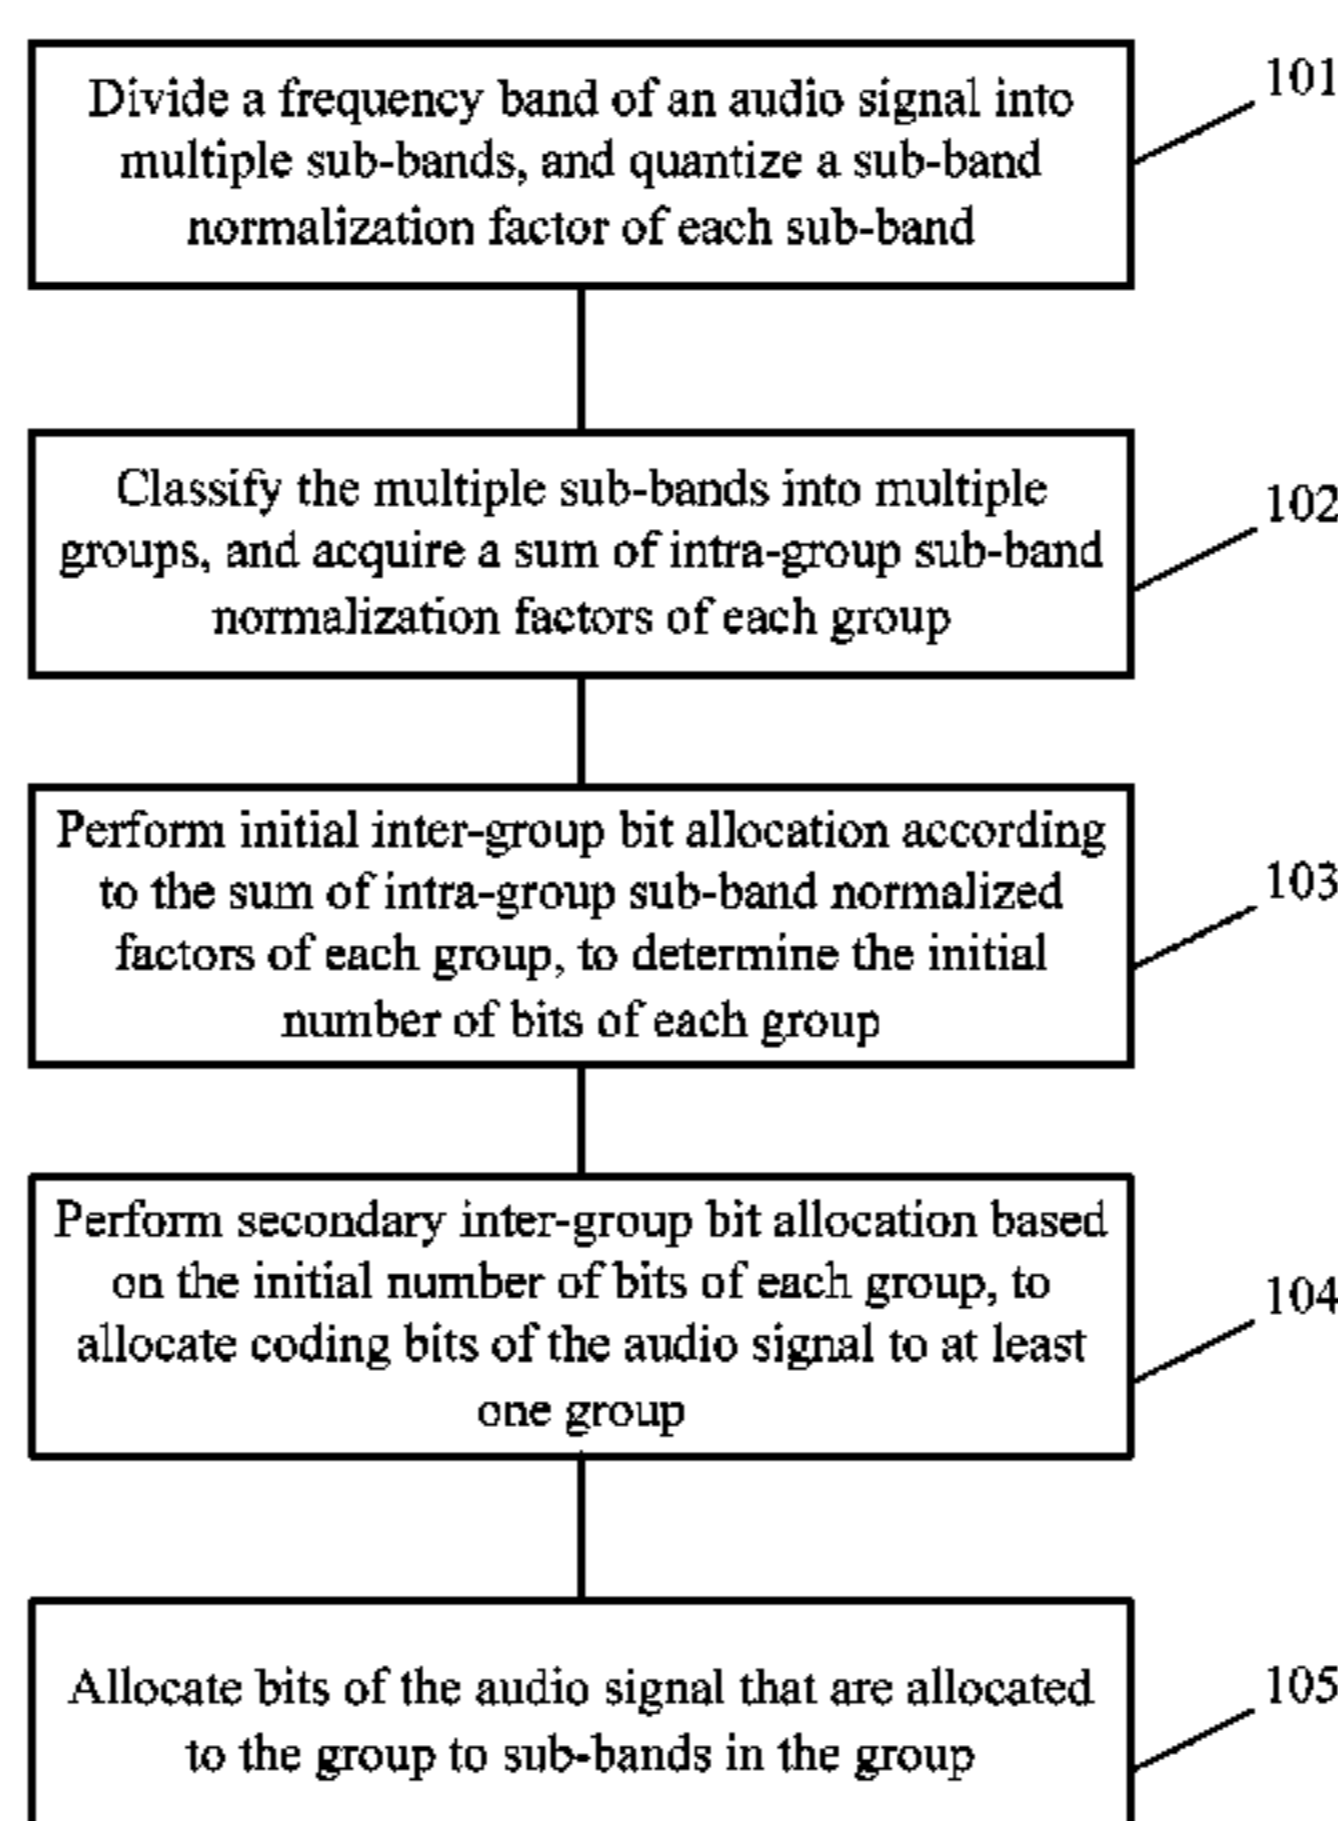 Divide a frequency band of an audio signal into
multiple sub-bands, and quantize a sub-band
normalization factor of each sub-band
101
Classify the multiple sub-bands into multiple
groups, and acquire a sum of intra-group sub-band
normalization factors of each group
102
Perform initial inter-group bit allocation according
to the sum of intra-group sub-band normalized
factors of each group, to determine the initial
number of bits of each group
103
Perform secondary inter-group bit allocation based
on the initial number of bits of each group, to
allocate coding bits of the audio signal to at least
one group
104
Allocate bits of the audio signal that are allocated
to the group to sub-bands in the group
105